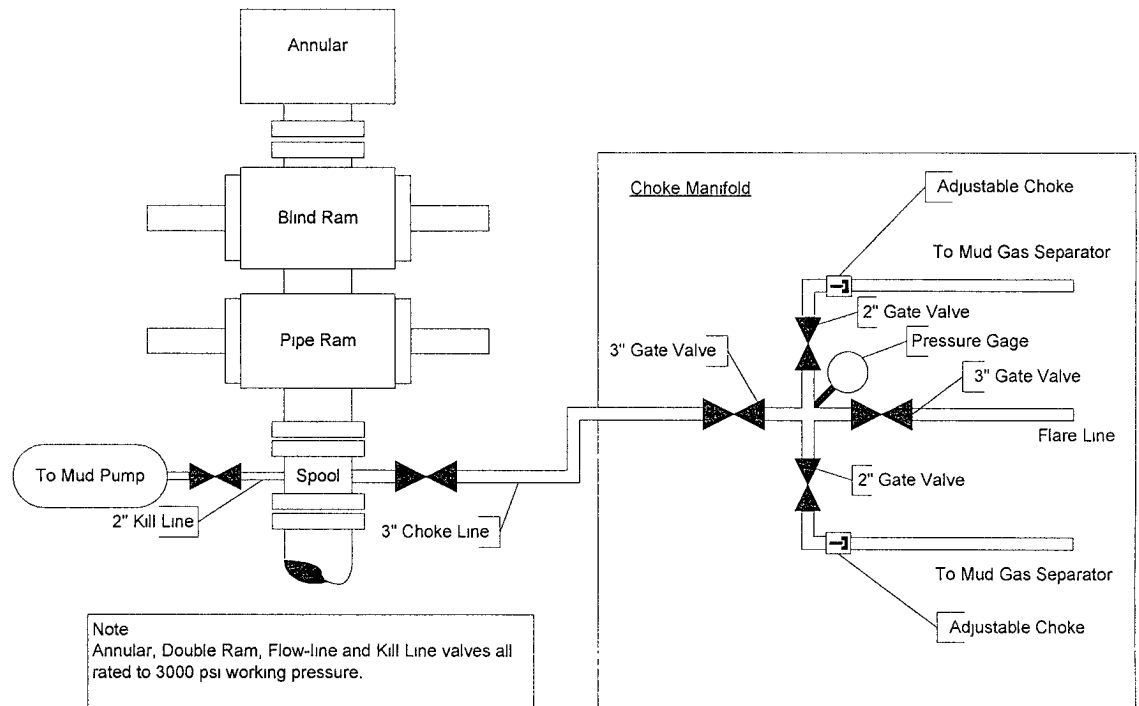 Annular
Blind Ram
Pipe Ram
To Mud Pump
Spool
2" Kill Line
3" Choke Line
Note
Annular, Double Ram, Flow-line and Kill Line valves all
rated to 3000 psi working pressure.
Choke Manifold
Adjustable Choke
To Mud Gas Separator
2" Gate Valve
Pressure Gage
3" Gate Valve
3" Gate Valve
Flare Line
2" Gate Valve
To Mud Gas Separator
Adjustable Choke